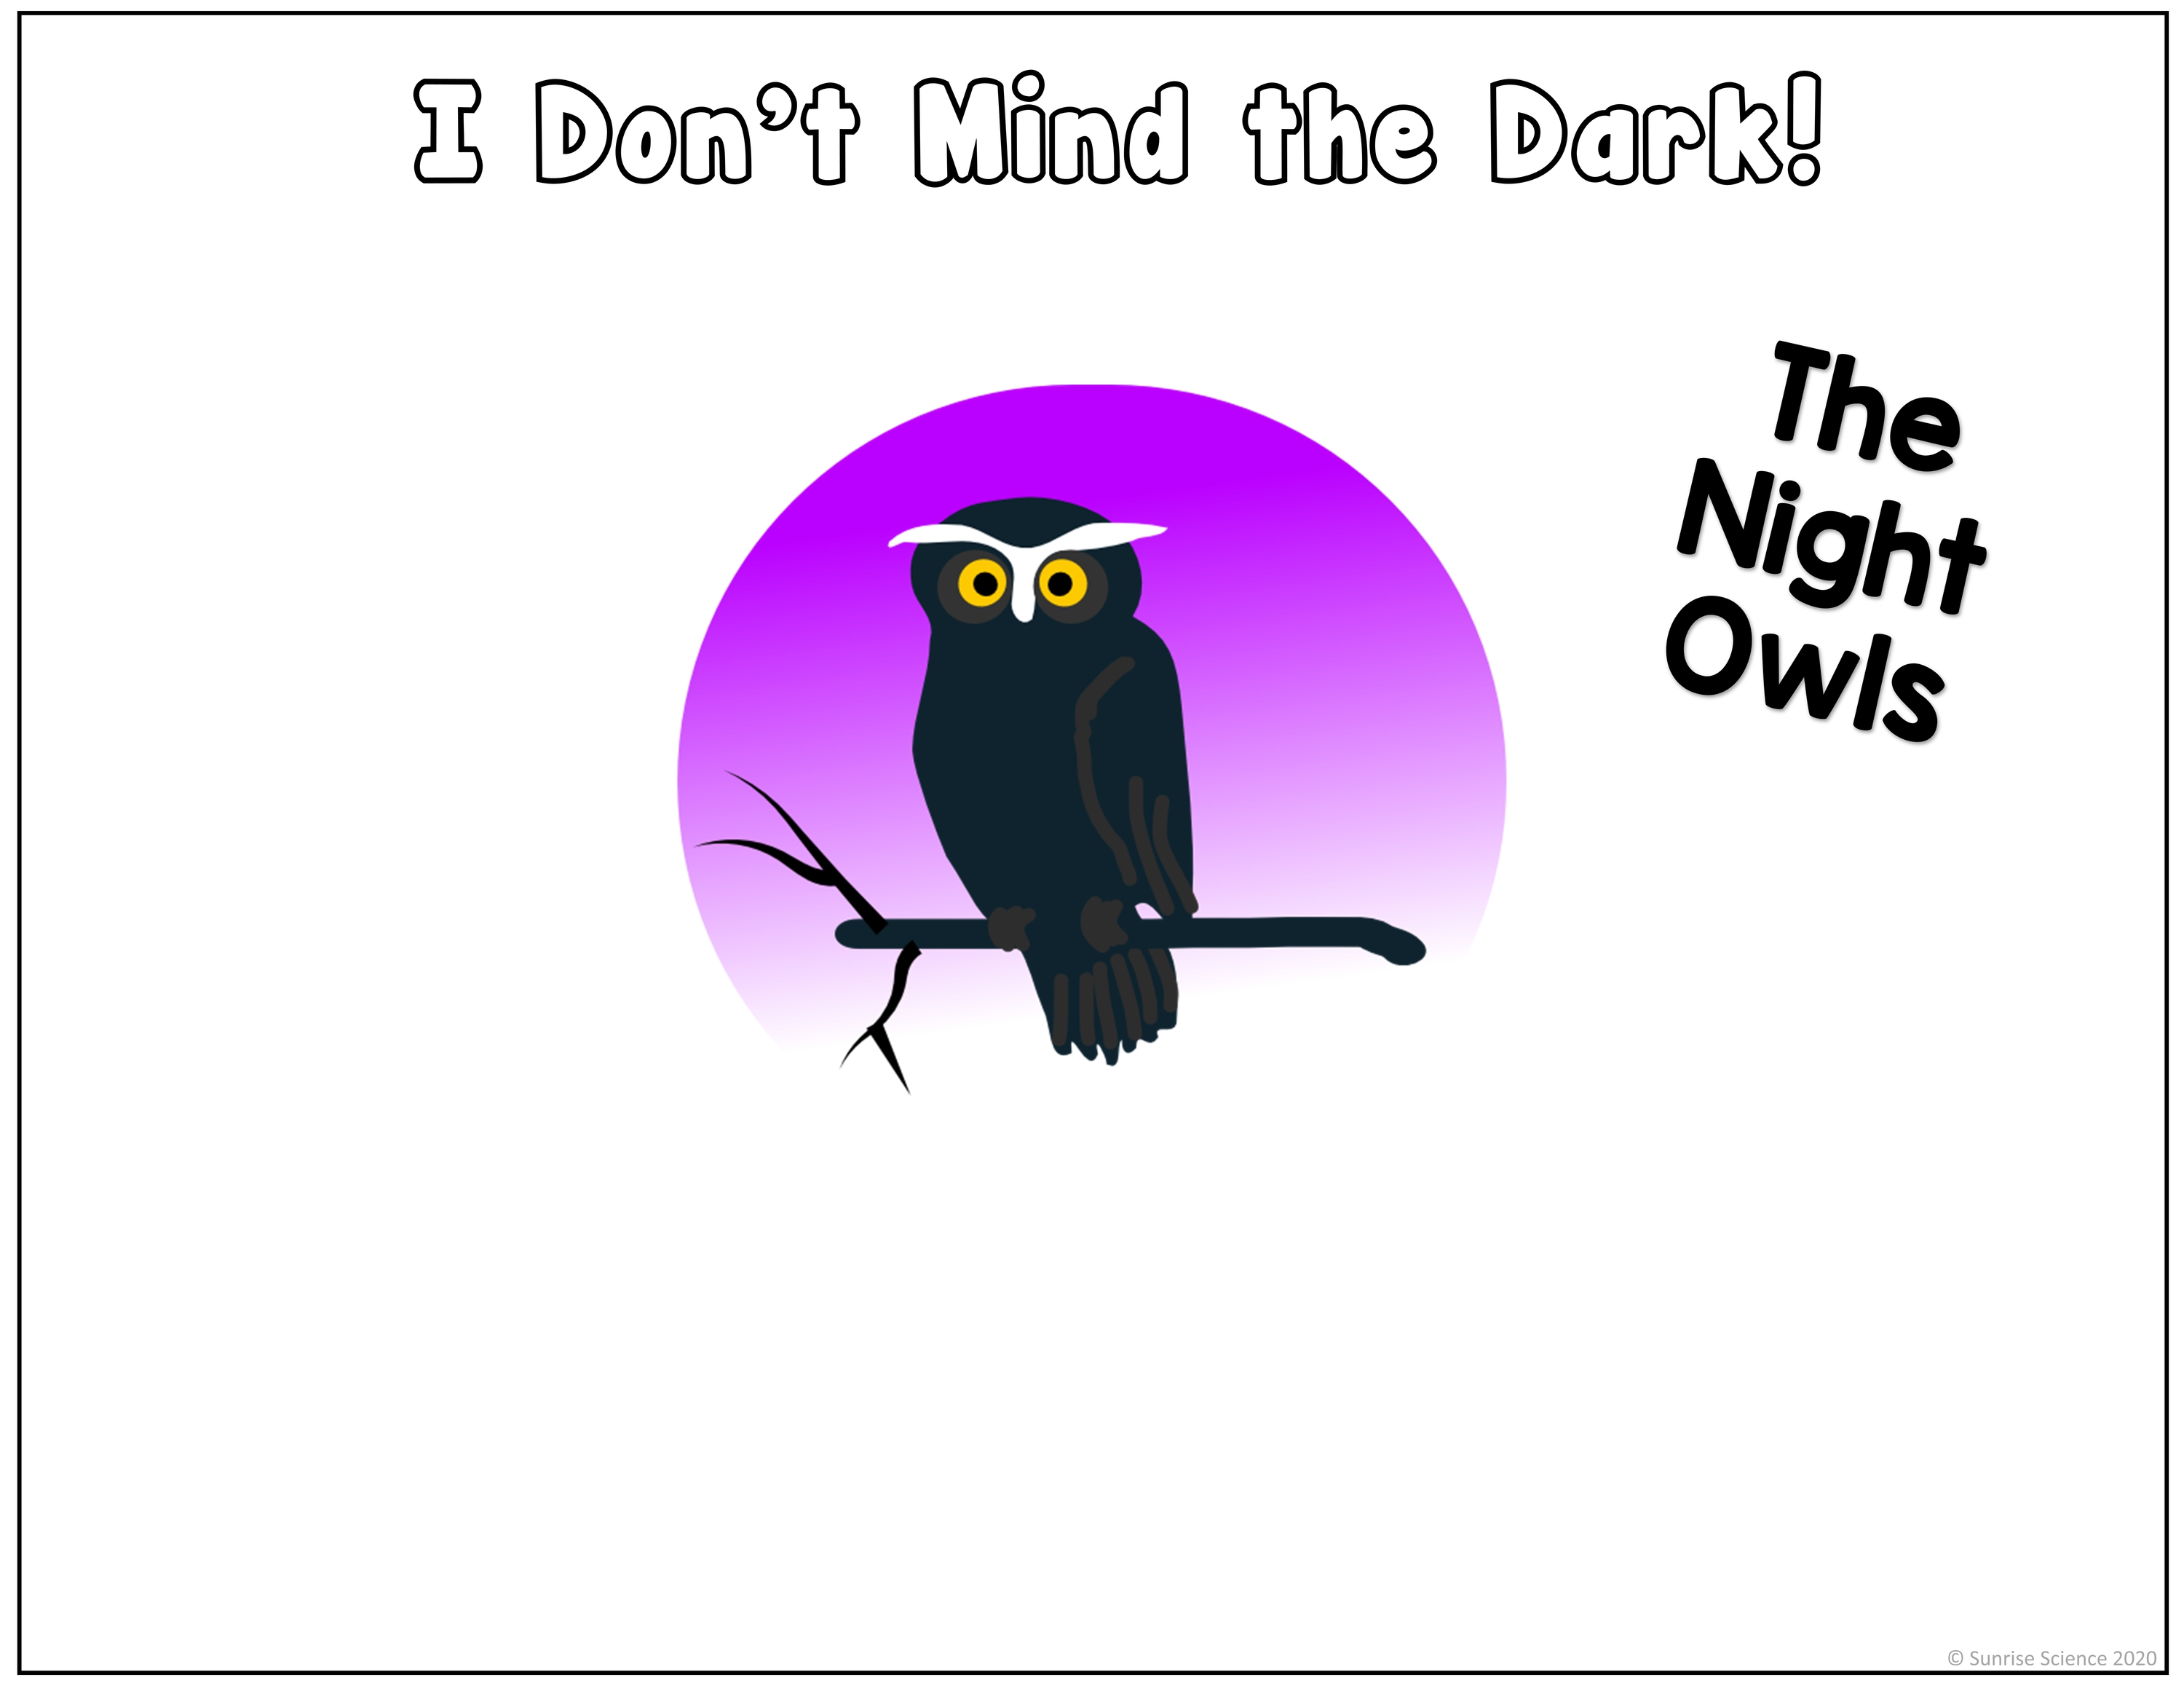 I Don't Mind the Dark!
The
Night
Owls
© Sunrise Science 2020